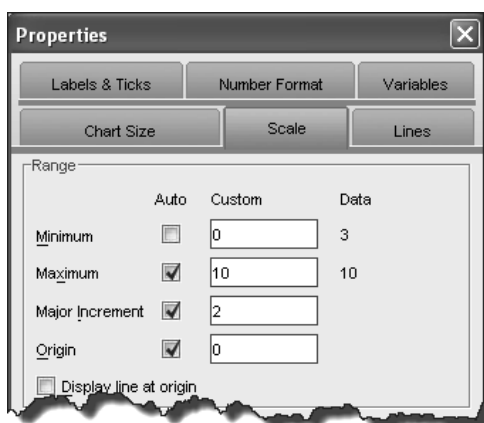 Properties
Labels & Ticks Number Format Variables
Chart Size Scale Lines
Range
Auto Custom Data
Minimum 0 3
Maximum 10 10
Major Increment 2
Origin 0
Display line at origin